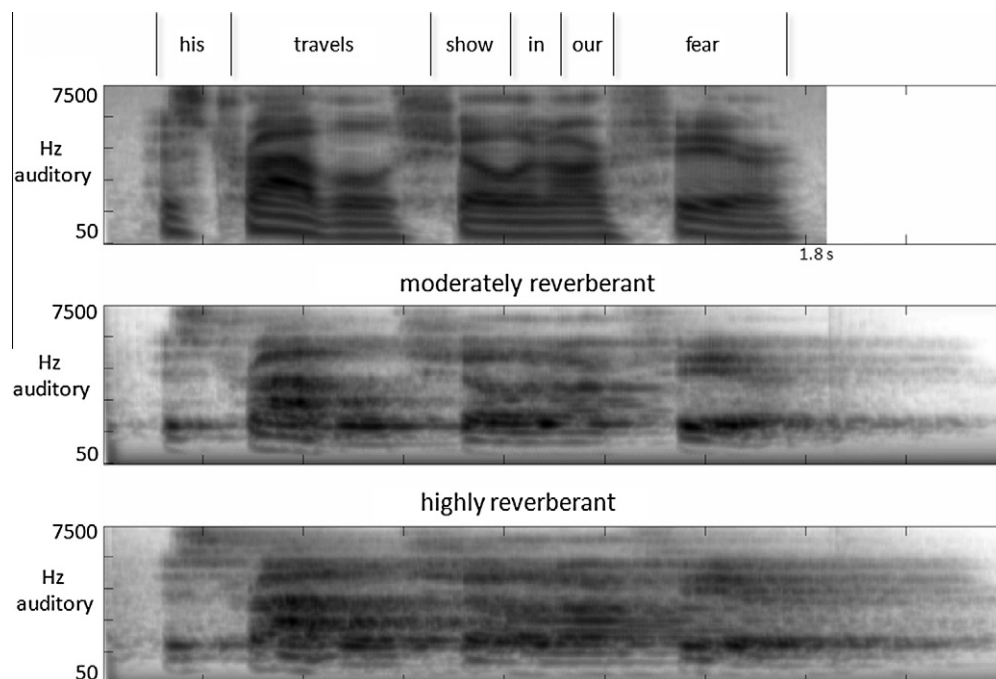 his travels show in our fear
7500
Hz
auditory
50
1.8 s
moderately reverberant
7500
Hz
auditory
50
highly reverberant
7500
Hz
auditory
50